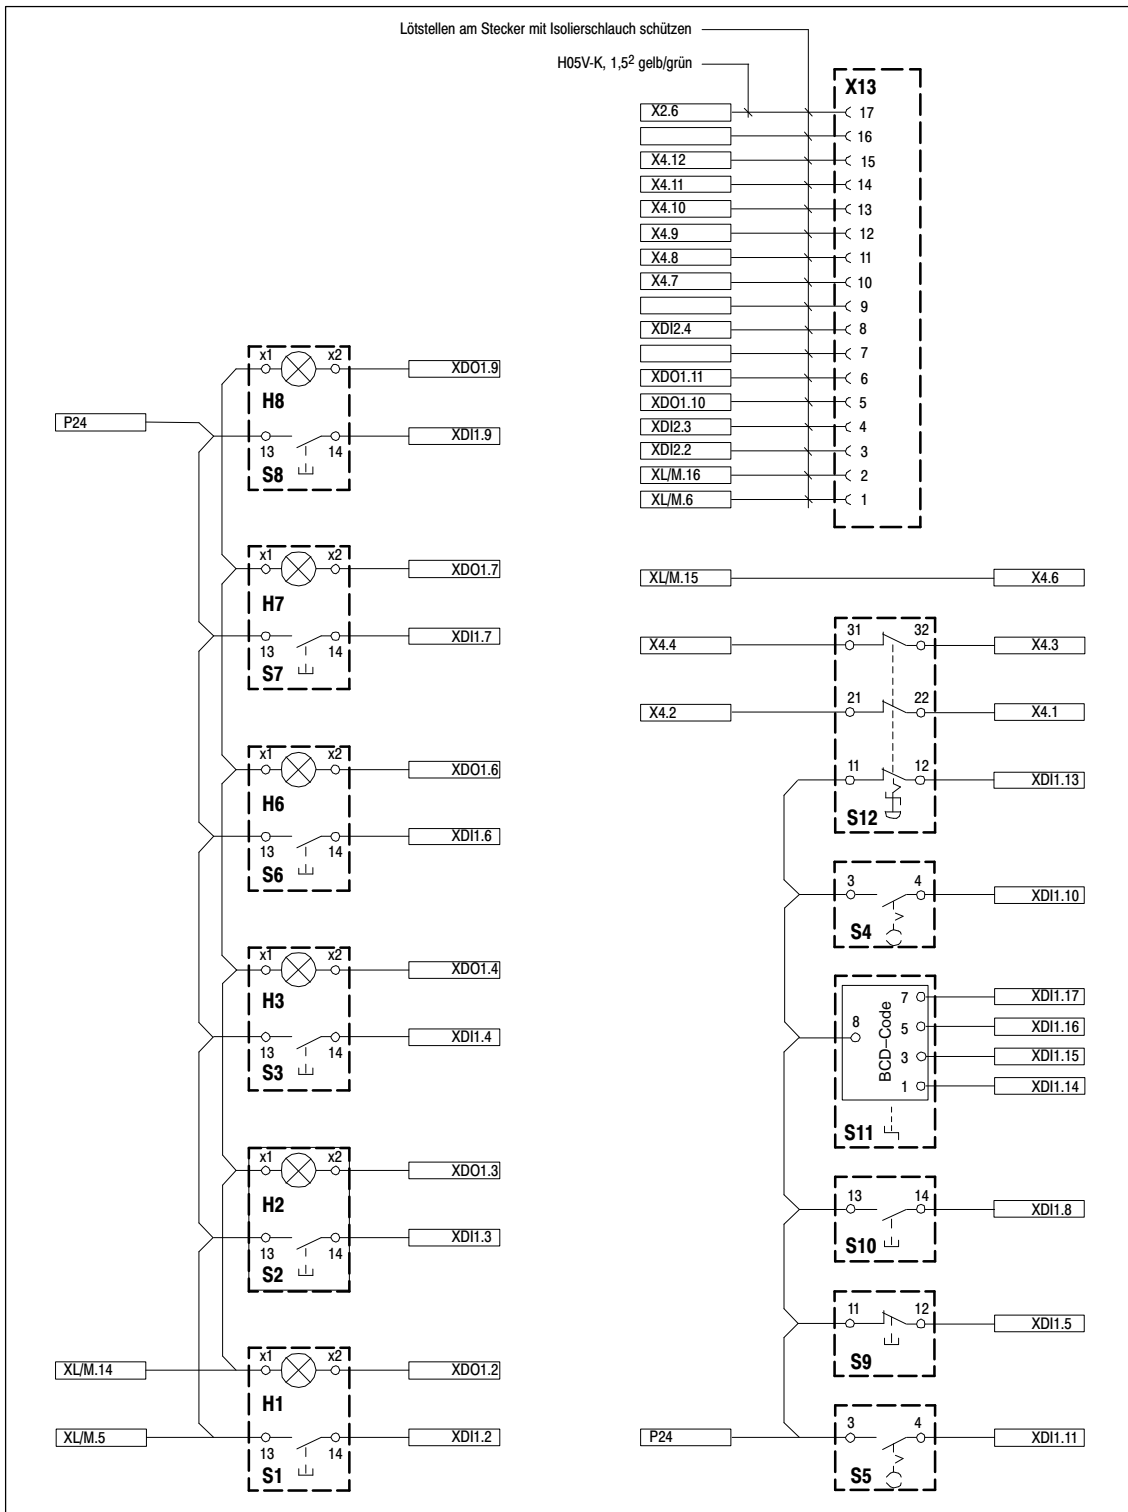 Lötstellen am Stecker mit Isolierschlauch schützen
H05V-K, 1,5² gelb/grün
X13
X2.6 17
16
X4.12 15
X4.11 14
X4.10 13
X4.9 12
X4.8 11
X4.7 10
9
XDI2.4 8
7
XDO1.11 6
XDO1.10 5
XDI2.3 4
XDI2.2 3
XL/M.16 2
XL/M.6 1
P24
x1 x2 XDO1.9
H8
13 14 XDI1.9
S8
x1 x2 XDO1.7
H7
13 14 XDI1.7
S7
x1 x2 XDO1.6
H6
13 14 XDI1.6
S6
x1 x2 XDO1.4
H3
13 14 XDI1.4
S3
x1 x2 XDO1.3
H2
13 14 XDI1.3
S2
XL/M.14 x1 x2 XDO1.2
H1
XL/M.5 13 14 XDI1.2
S1
XL/M.15 X4.6
X4.4 31 32 X4.3
X4.2 21 22 X4.1
11 12 XDI1.13
S12
3 4 XDI1.10
S4
8 BCD–Code
7 XDI1.17
5 XDI1.16
3 XDI1.15
1 XDI1.14
S11
13 14 XDI1.8
S10
11 12 XDI1.5
S9
P24 3 4 XDI1.11
S5